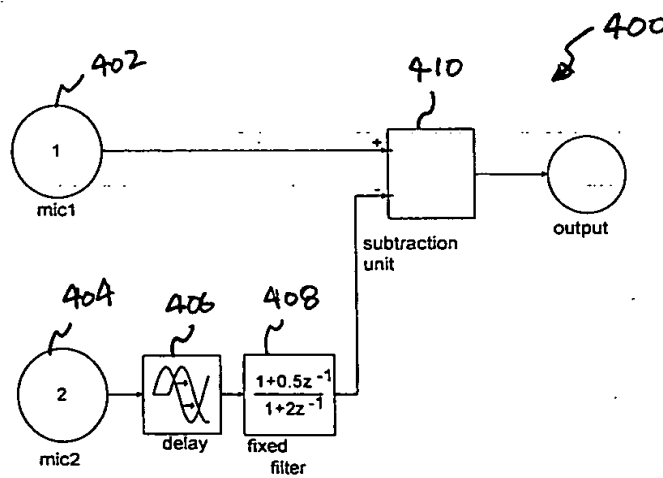 400
402
410
1
+
-
mic1
subtraction
unit
output
404
406
408
2
1+0.5z⁻¹
1+2z⁻¹
delay
fixed
filter
mic2